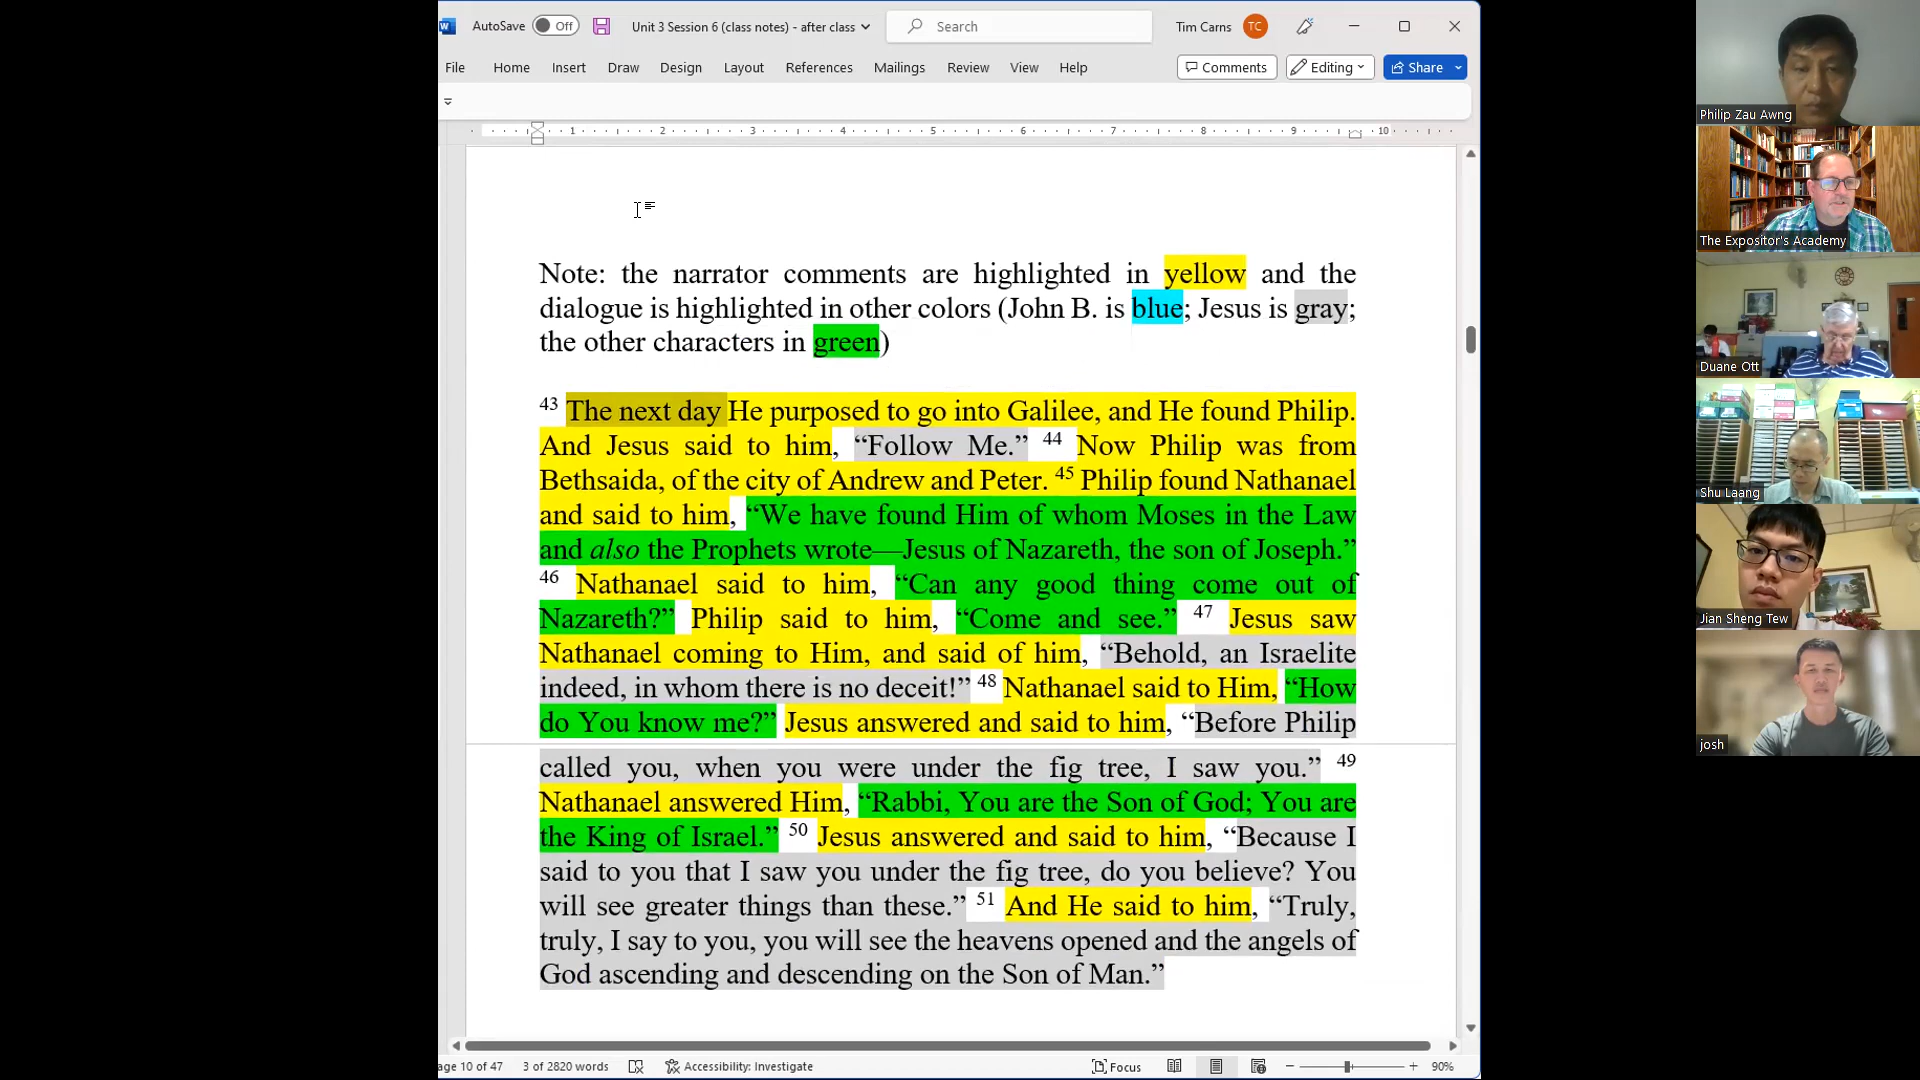 AutoSave Off Unit 3 Session 6 (class notes) - after class Search Tim Carns TC
File Home Insert Draw Design Layout References Mailings Review View Help Comments Editing Share
1 2 3 4 5 6 7 8 9 10
Note: the narrator comments are highlighted in yellow and the
dialogue is highlighted in other colors (John B. is blue; Jesus is gray;
the other characters in green)
43 The next day He purposed to go into Galilee, and He found Philip.
And Jesus said to him, “Follow Me.” 44 Now Philip was from
Bethsaida, of the city of Andrew and Peter. 45 Philip found Nathanael
and said to him, “We have found Him of whom Moses in the Law
and also the Prophets wrote—Jesus of Nazareth, the son of Joseph.”
46 Nathanael said to him, “Can any good thing come out of
Nazareth?” Philip said to him, “Come and see.” 47 Jesus saw
Nathanael coming to Him, and said of him, “Behold, an Israelite
indeed, in whom there is no deceit!” 48 Nathanael said to Him, “How
do You know me?” Jesus answered and said to him, “Before Philip
called you, when you were under the fig tree, I saw you.” 49
Nathanael answered Him, “Rabbi, You are the Son of God; You are
the King of Israel.” 50 Jesus answered and said to him, “Because I
said to you that I saw you under the fig tree, do you believe? You
will see greater things than these.” 51 And He said to him, “Truly,
truly, I say to you, you will see the heavens opened and the angels of
God ascending and descending on the Son of Man.”
age 10 of 47 3 of 2820 words Accessibility: Investigate Focus 90%
Philip Zau Awng
The Expositor's Academy
Duane Ott
Shu Laang
Jian Sheng Tew
josh